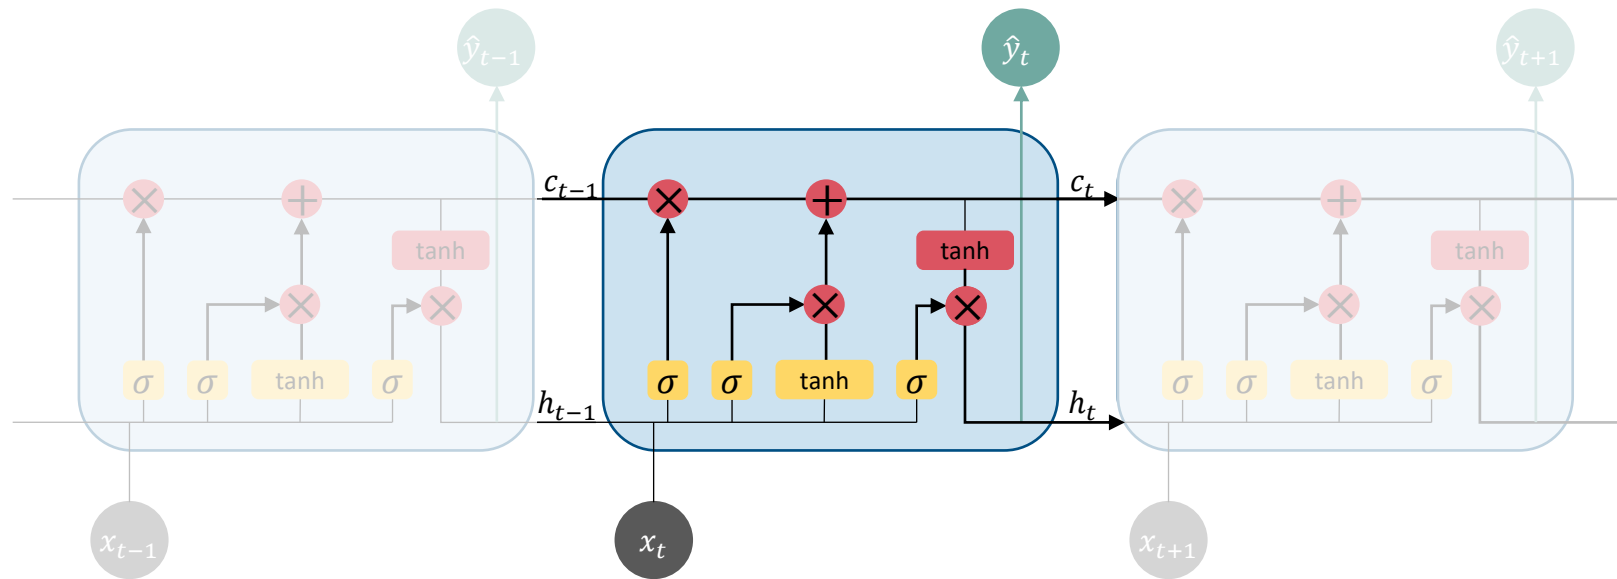 ŷₜ₋₁ ŷₜ ŷₜ₊₁
cₜ₋₁ cₜ
× + × + × +
tanh tanh tanh
× × × × × ×
σ σ tanh σ σ σ tanh σ σ σ tanh σ
hₜ₋₁ hₜ
xₜ₋₁ xₜ xₜ₊₁